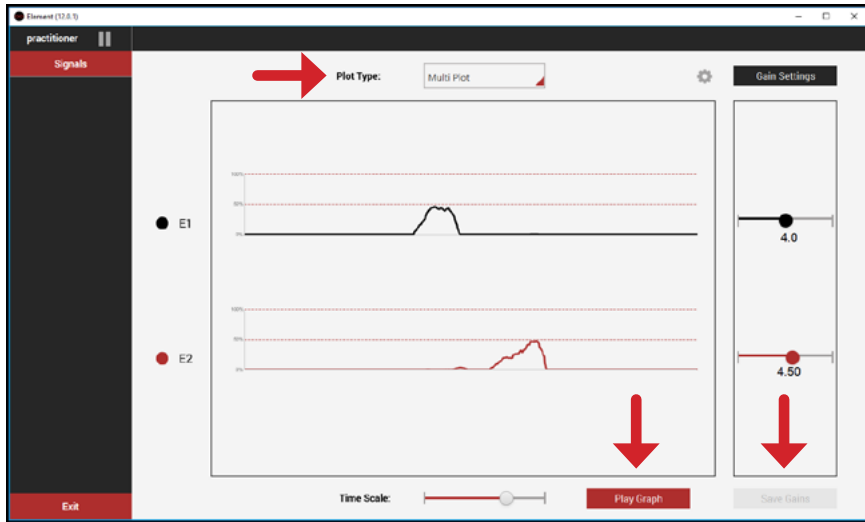 Element (12.0.1)
practitioner
Signals
Plot Type:
Multi Plot
Gain Settings
100%
50%
0%
E1
4.0
100%
50%
0%
E2
4.50
Time Scale:
Play Graph
Save Gains
Exit